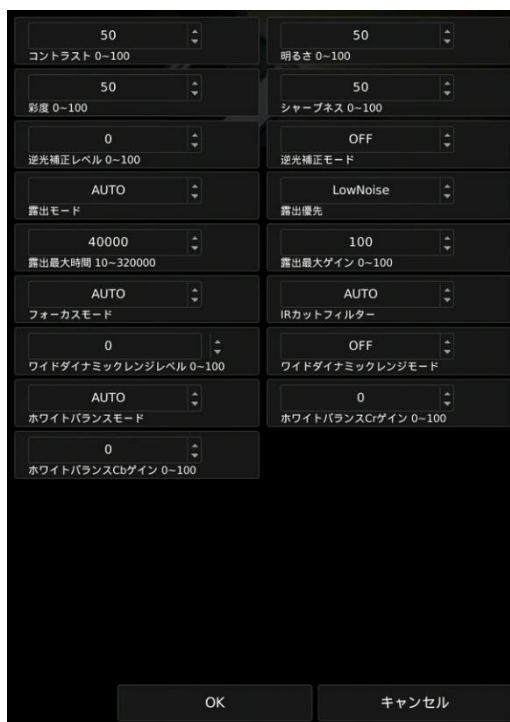 50
コントラスト 0~100
50
明るさ 0~100
50
彩度 0~100
50
シャープネス 0~100
0
逆光補正レベル 0~100
OFF
逆光補正モード
AUTO
露出モード
LowNoise
露出優先
40000
露出最大時間 10~320000
100
露出最大ゲイン 0~100
AUTO
フォーカスモード
AUTO
IRカットフィルター
0
ワイドダイナミックレンジレベル 0~100
OFF
ワイドダイナミックレンジモード
AUTO
ホワイトバランスモード
0
ホワイトバランスCrゲイン 0~100
0
ホワイトバランスCbゲイン 0~100
OK
キャンセル